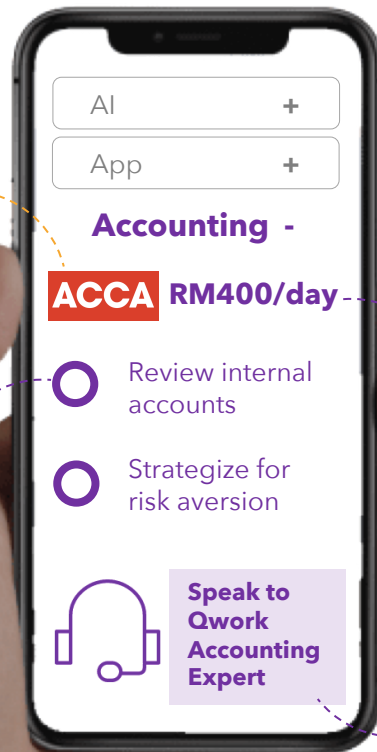 AI +
App +
Accounting -
ACCA RM400/day
Review internal
accounts
Strategize for
risk aversion
Speak to
Qwork
Accounting
Expert